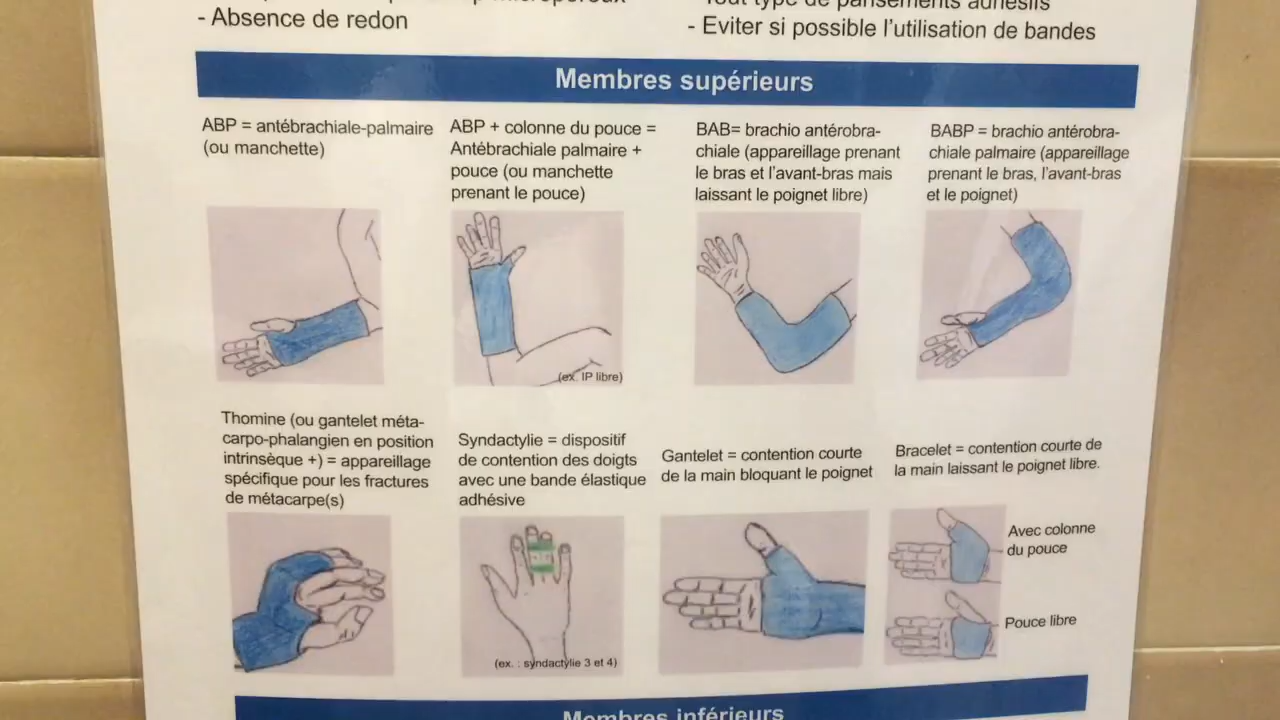 - Absence de redon
Tout type de pansements adhésifs
- Eviter si possible l'utilisation de bandes
Membres supérieurs
ABP = antébrachiale-palmaire
(ou manchette)
ABP + colonne du pouce =
Antébrachiale palmaire +
pouce (ou manchette
prenant le pouce)
BAB= brachio antérobra-
chiale (appareillage prenant
le bras et l'avant-bras mais
laissant le poignet libre)
BABP = brachio antérobra-
chiale palmaire (appareillage
prenant le bras, l'avant-bras
et le poignet)
(ex. IP libre)
Thomine (ou gantelet méta-
carpo-phalangien en position
intrinsèque +) = appareillage
spécifique pour les fractures
de métacarpe(s)
Syndactylie = dispositif
de contention des doigts
avec une bande élastique
adhésive
Gantelet = contention courte
de la main bloquant le poignet
Bracelet = contention courte de
la main laissant le poignet libre.
(ex. : syndactylie 3 et 4)
Avec colonne
du pouce
Pouce libre
Membres inférieurs